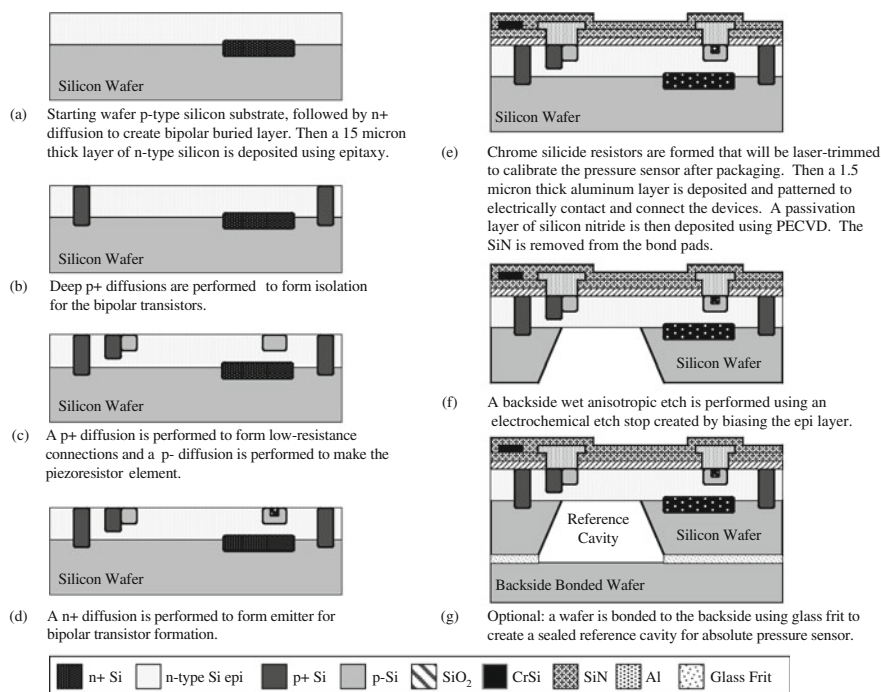 Silicon Wafer
(a) Starting wafer p-type silicon substrate, followed by n+
diffusion to create bipolar buried layer. Then a 15 micron
thick layer of n-type silicon is deposited using epitaxy.
Silicon Wafer
(b) Deep p+ diffusions are performed to form isolation
for the bipolar transistors.
Silicon Wafer
(c) A p+ diffusion is performed to form low-resistance
connections and a p- diffusion is performed to make the
piezoresistor element.
Silicon Wafer
(d) A n+ diffusion is performed to form emitter for
bipolar transistor formation.
Silicon Wafer
(e) Chrome silicide resistors are formed that will be laser-trimmed
to calibrate the pressure sensor after packaging. Then a 1.5
micron thick aluminum layer is deposited and patterned to
electrically contact and connect the devices. A passivation
layer of silicon nitride is then deposited using PECVD. The
SiN is removed from the bond pads.
Silicon Wafer
(f) A backside wet anisotropic etch is performed using an
electrochemical etch stop created by biasing the epi layer.
Reference
Cavity
Silicon Wafer
Backside Bonded Wafer
(g) Optional: a wafer is bonded to the backside using glass frit to
create a sealed reference cavity for absolute pressure sensor.
n+ Si n-type Si epi p+ Si p-Si SiO2 CrSi SiN Al Glass Frit